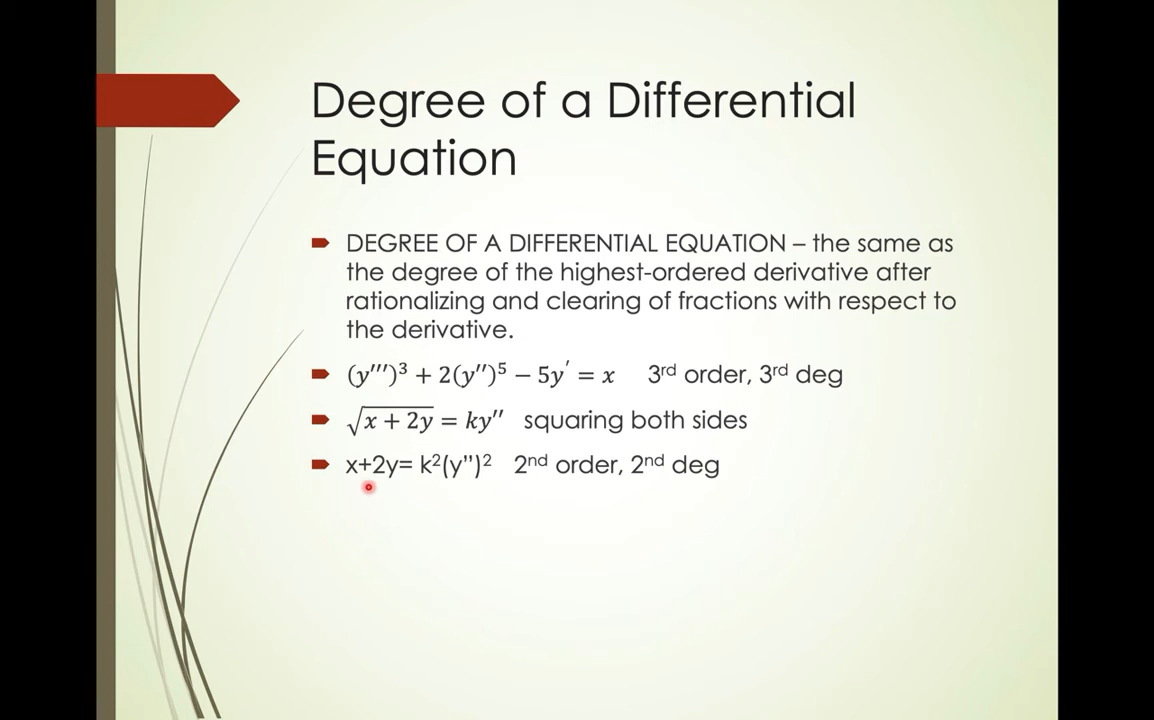 Degree of a Differential
Equation
DEGREE OF A DIFFERENTIAL EQUATION – the same as
the degree of the highest-ordered derivative after
rationalizing and clearing of fractions with respect to
the derivative.
(y′′′)³ + 2(y′′)⁵ − 5y′ = x 3ʳᵈ order, 3ʳᵈ deg
√(x + 2y) = ky′′ squaring both sides
x+2y= k²(y”)² 2ⁿᵈ order, 2ⁿᵈ deg